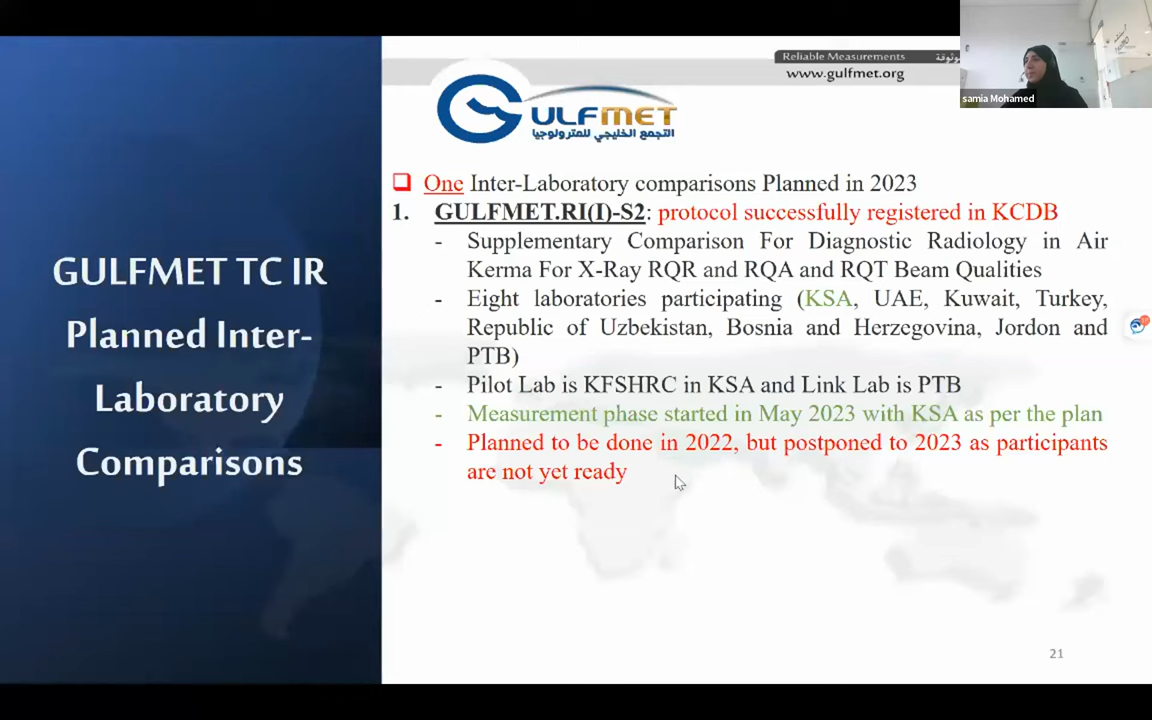 Reliable Measurements
www.gulfmet.org
GULFMET
التجمع الخليجي للمترولوجيا
samia Mohamed
GULFMET TC IR
Planned Inter-
Laboratory
Comparisons
One Inter-Laboratory comparisons Planned in 2023
1. GULFMET.RI(I)-S2: protocol successfully registered in KCDB
- Supplementary Comparison For Diagnostic Radiology in Air
Kerma For X-Ray RQR and RQA and RQT Beam Qualities
- Eight laboratories participating (KSA, UAE, Kuwait, Turkey,
Republic of Uzbekistan, Bosnia and Herzegovina, Jordon and
PTB)
- Pilot Lab is KFSHRC in KSA and Link Lab is PTB
- Measurement phase started in May 2023 with KSA as per the plan
- Planned to be done in 2022, but postponed to 2023 as participants
are not yet ready
21